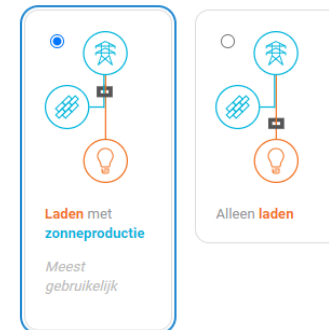 Laden met
zonneproductie
Meest
gebruikelijk
Alleen laden